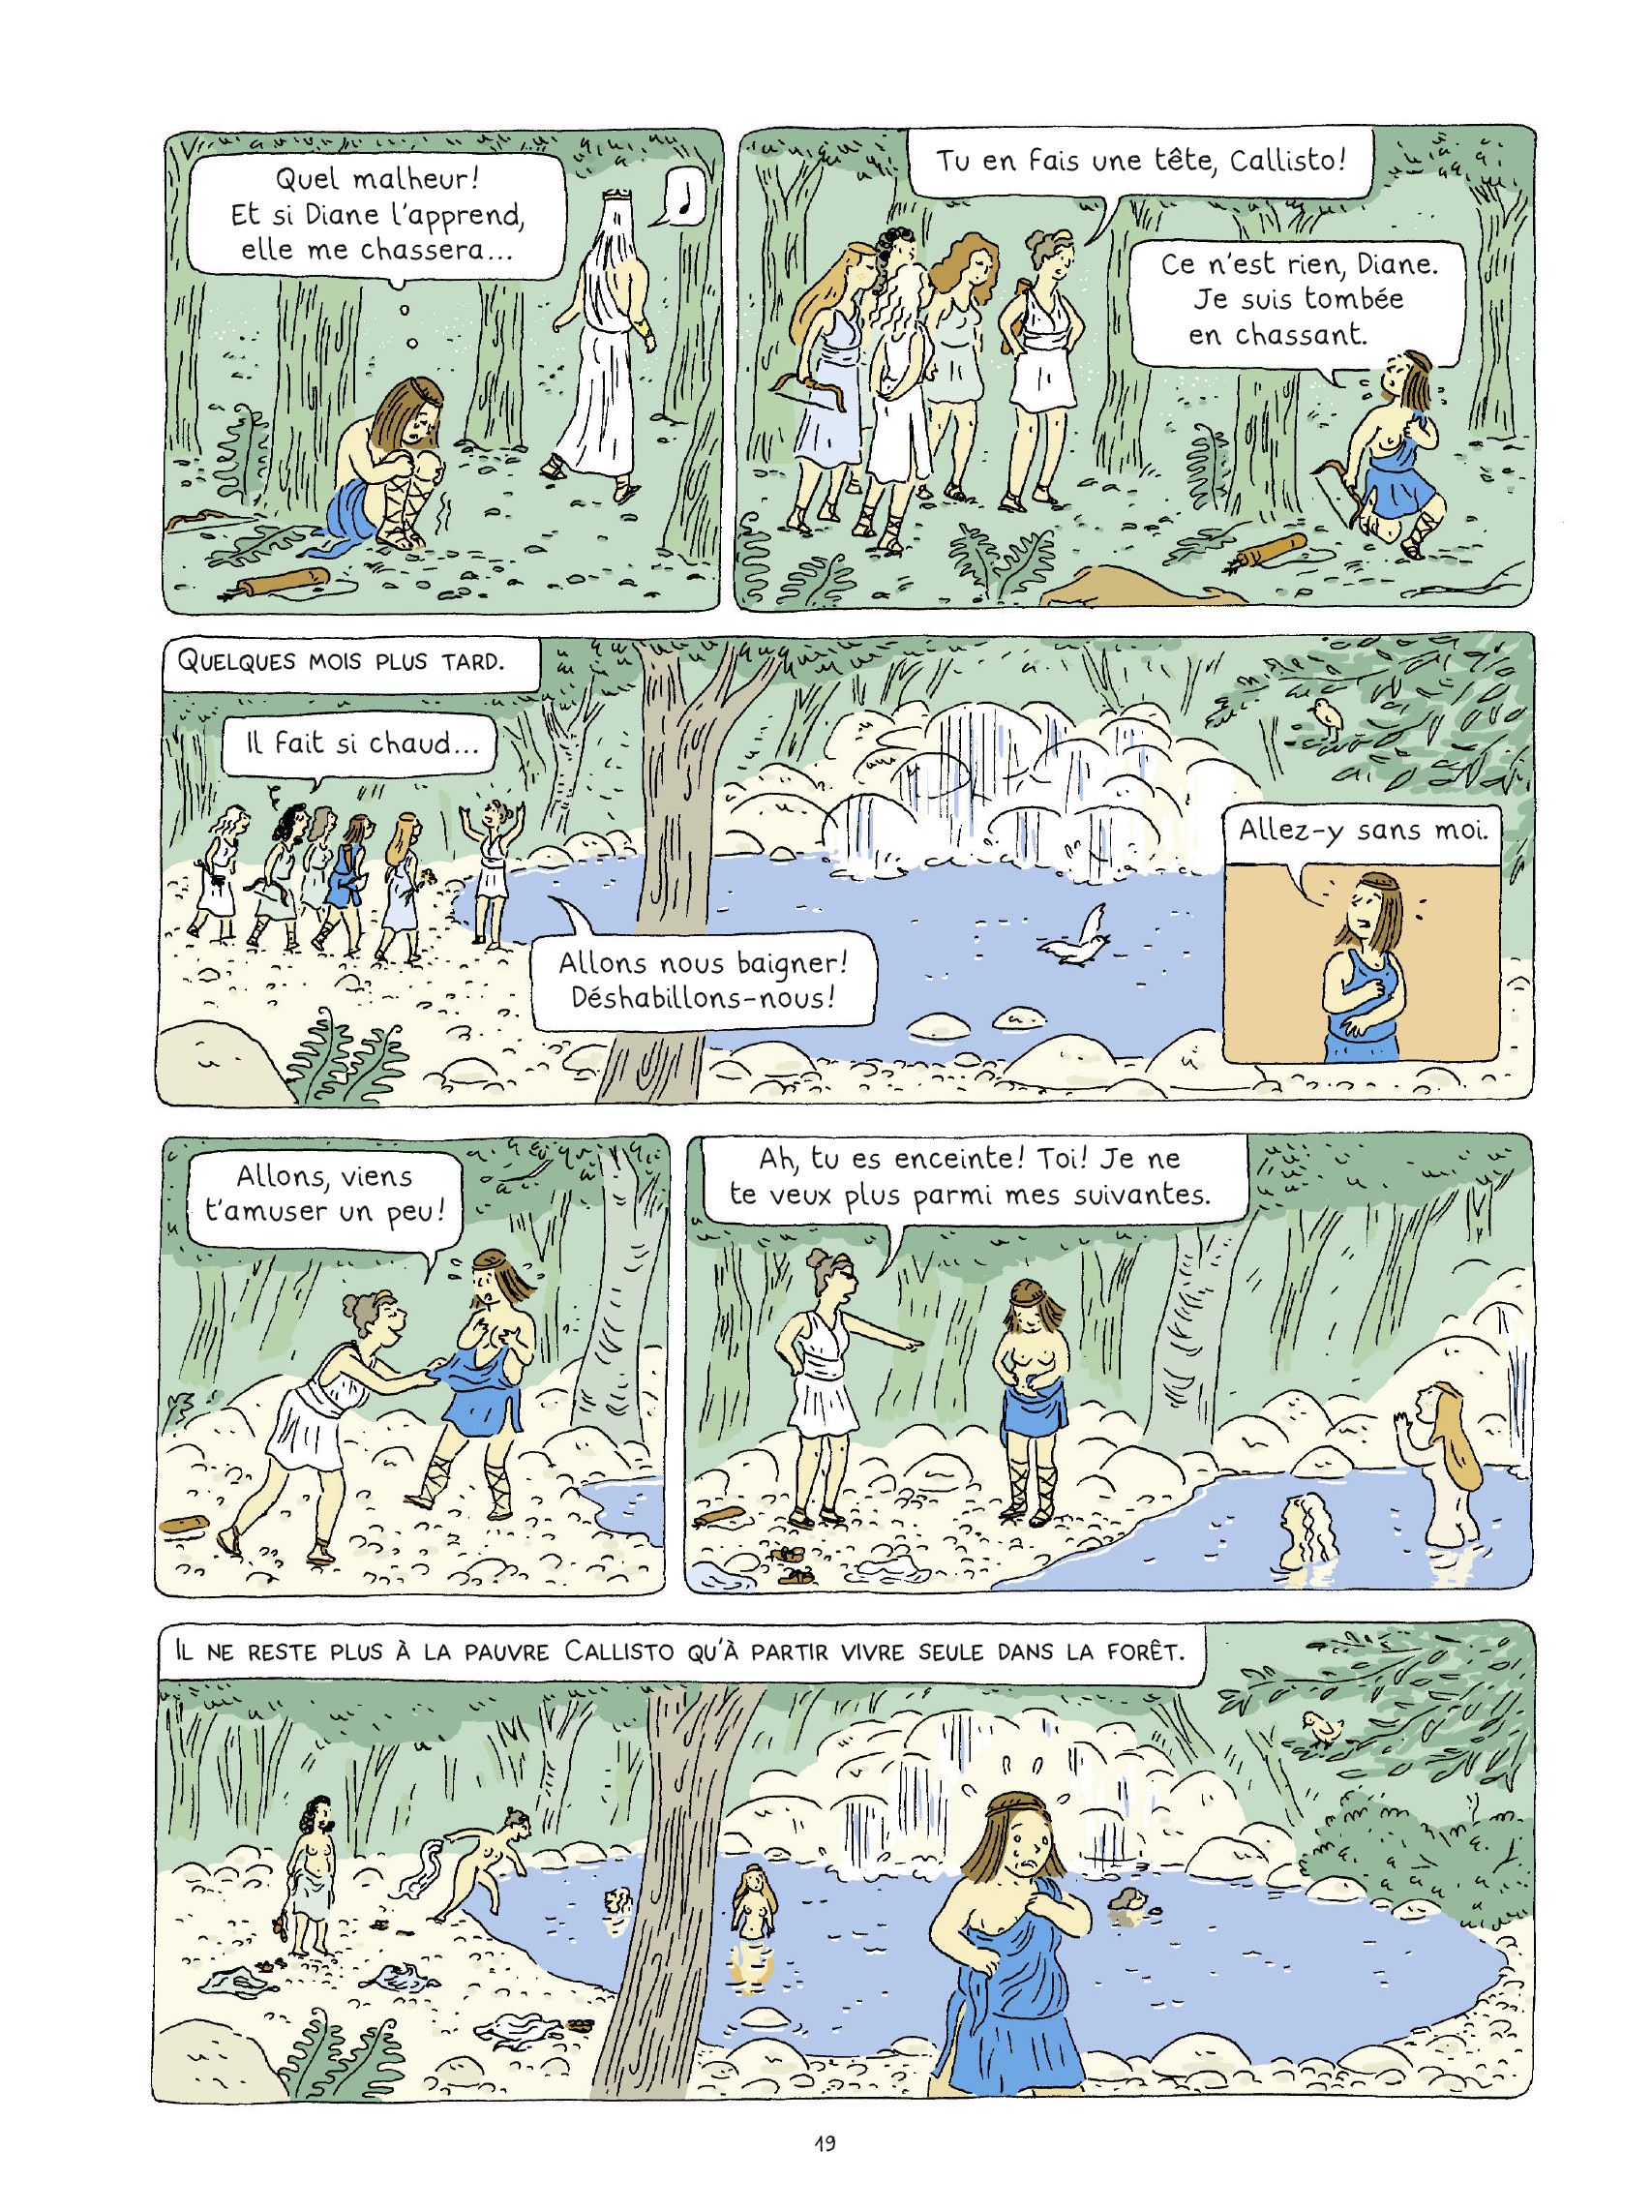 Quel malheur!
Et si Diane l'apprend,
elle me chassera...
Tu en fais une tête, Callisto!
Ce n'est rien, Diane.
Je suis tombée
en chassant.
QUELQUES MOIS PLUS TARD.
Il fait si chaud...
Allons nous baigner!
Déshabillons-nous!
Allez-y sans moi.
Allons, viens
t'amuser un peu!
Ah, tu es enceinte! Toi! Je ne
te veux plus parmi mes suivantes.
IL NE RESTE PLUS À LA PAUVRE CALLISTO QU'À PARTIR VIVRE SEULE DANS LA FORÊT.
19